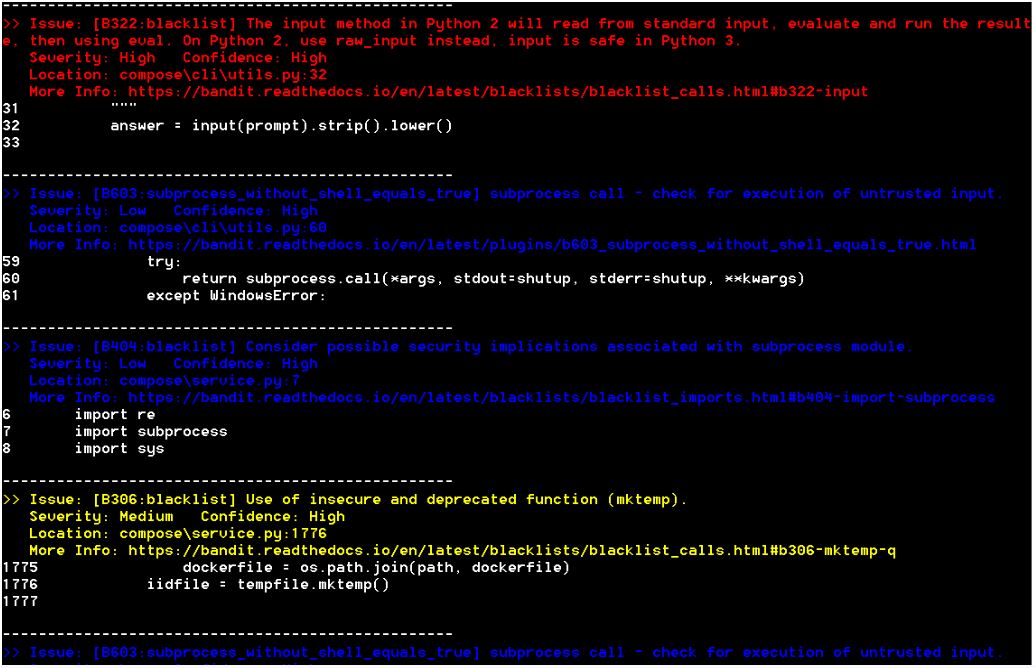 --------------------------------------------------
>> Issue: [B322:blacklist] The input method in Python 2 will read from standard input, evaluate and run the result
e, then using eval. On Python 2, use raw_input instead, input is safe in Python 3.
   Severity: High   Confidence: High
   Location: compose\cli\utils.py:32
   More Info: https://bandit.readthedocs.io/en/latest/blacklists/blacklist_calls.html#b322-input
31          """
32          answer = input(prompt).strip().lower()
33
--------------------------------------------------
>> Issue: [B603:subprocess_without_shell_equals_true] subprocess call - check for execution of untrusted input.
   Severity: Low   Confidence: High
   Location: compose\cli\utils.py:60
   More Info: https://bandit.readthedocs.io/en/latest/plugins/b603_subprocess_without_shell_equals_true.html
59              try:
60                  return subprocess.call(*args, stdout=shutup, stderr=shutup, **kwargs)
61              except WindowsError:
--------------------------------------------------
>> Issue: [B404:blacklist] Consider possible security implications associated with subprocess module.
   Severity: Low   Confidence: High
   Location: compose\service.py:7
   More Info: https://bandit.readthedocs.io/en/latest/blacklists/blacklist_imports.html#b404-import-subprocess
6       import re
7       import subprocess
8       import sys
--------------------------------------------------
>> Issue: [B306:blacklist] Use of insecure and deprecated function (mktemp).
   Severity: Medium   Confidence: High
   Location: compose\service.py:1776
   More Info: https://bandit.readthedocs.io/en/latest/blacklists/blacklist_calls.html#b306-mktemp-q
1775                dockerfile = os.path.join(path, dockerfile)
1776            iidfile = tempfile.mktemp()
1777
--------------------------------------------------
>> Issue: [B603:subprocess_without_shell_equals_true] subprocess call - check for execution of untrusted input.